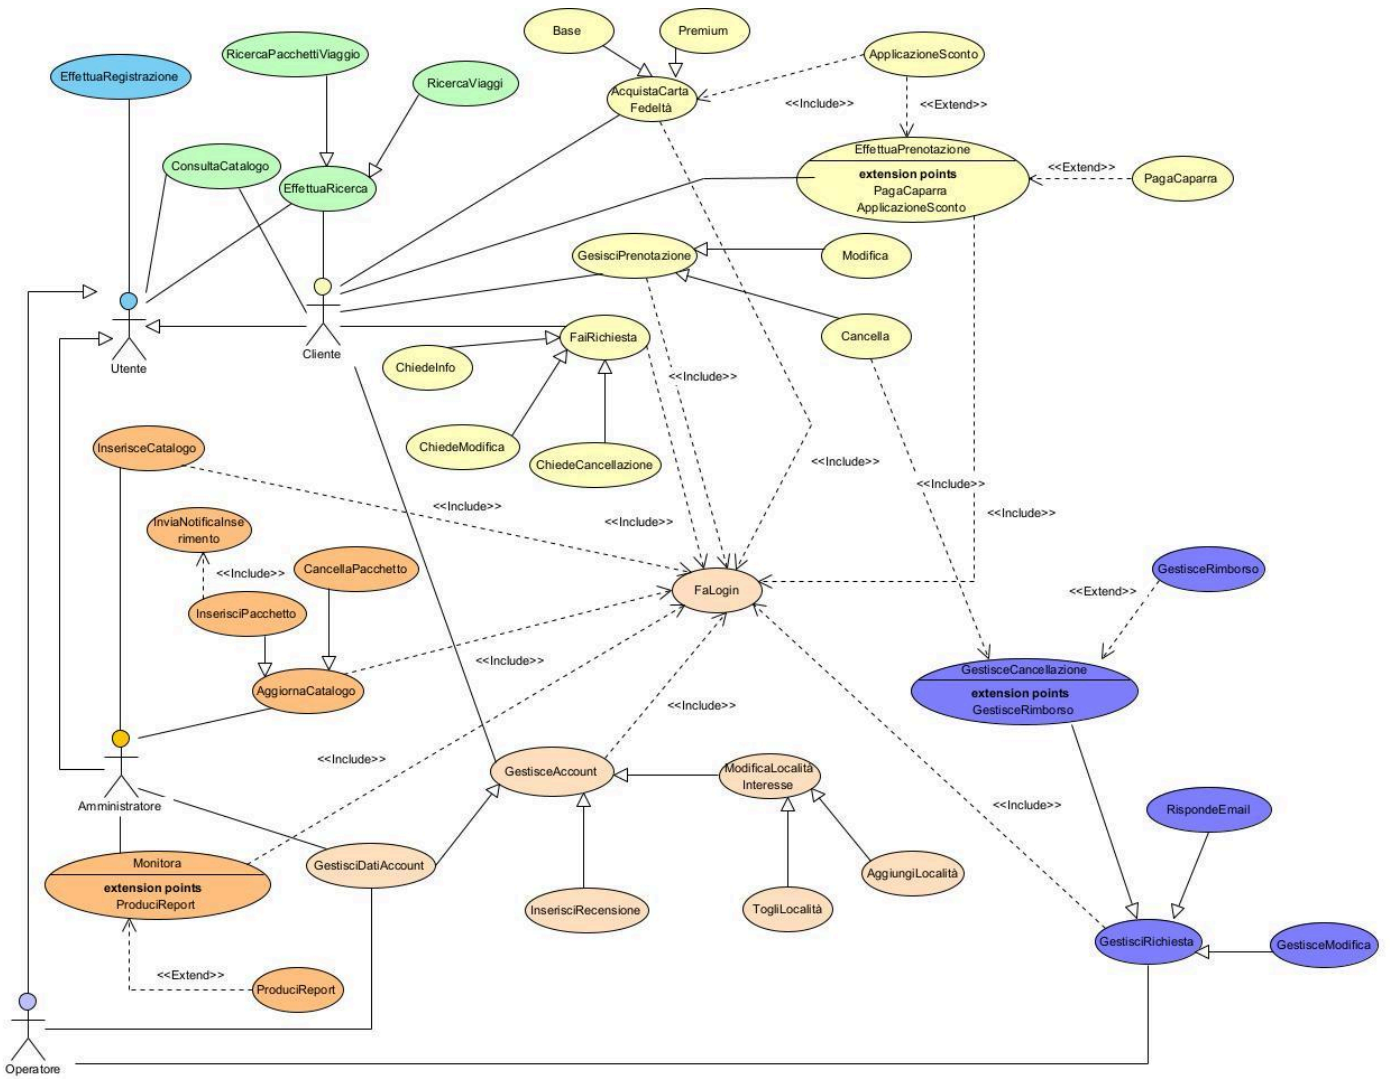 Base
Premium
RicercaPacchettiViaggio
ApplicazioneSconto
EffettuaRegistrazione
RicercaViaggi
AcquistaCarta
Fedeltà
<<Include>>
<<Extend>>
ConsultaCatalogo
EffettuaRicerca
EffettuaPrenotazione
extension points
PagaCaparra
ApplicazioneSconto
<<Extend>>
PagaCaparra
GesisciPrenotazione
Modifica
Cancella
FaiRichiesta
Cliente
Utente
ChiedeInfo
<<Include>>
ChiedeModifica
ChiedeCancellazione
InserisceCatalogo
<<Include>>
<<Include>>
<<Include>>
<<Include>>
<<Include>>
InviaNotificaInse
rimento
<<Include>>
CancellaPacchetto
GestisceRimborso
<<Extend>>
FaLogin
InserisciPacchetto
<<Include>>
GestisceCancellazione
extension points
GestisceRimborso
AggiornaCatalogo
<<Include>>
<<Include>>
GestisceAccount
ModificaLocalità
Interesse
Amministratore
<<Include>>
RispondeEmail
Monitora
extension points
ProduciReport
GestisciDatiAccount
AggiungiLocalità
InserisciRecensione
TogliLocalità
GestisciRichiesta
GestisceModifica
<<Extend>>
ProduciReport
Operatore